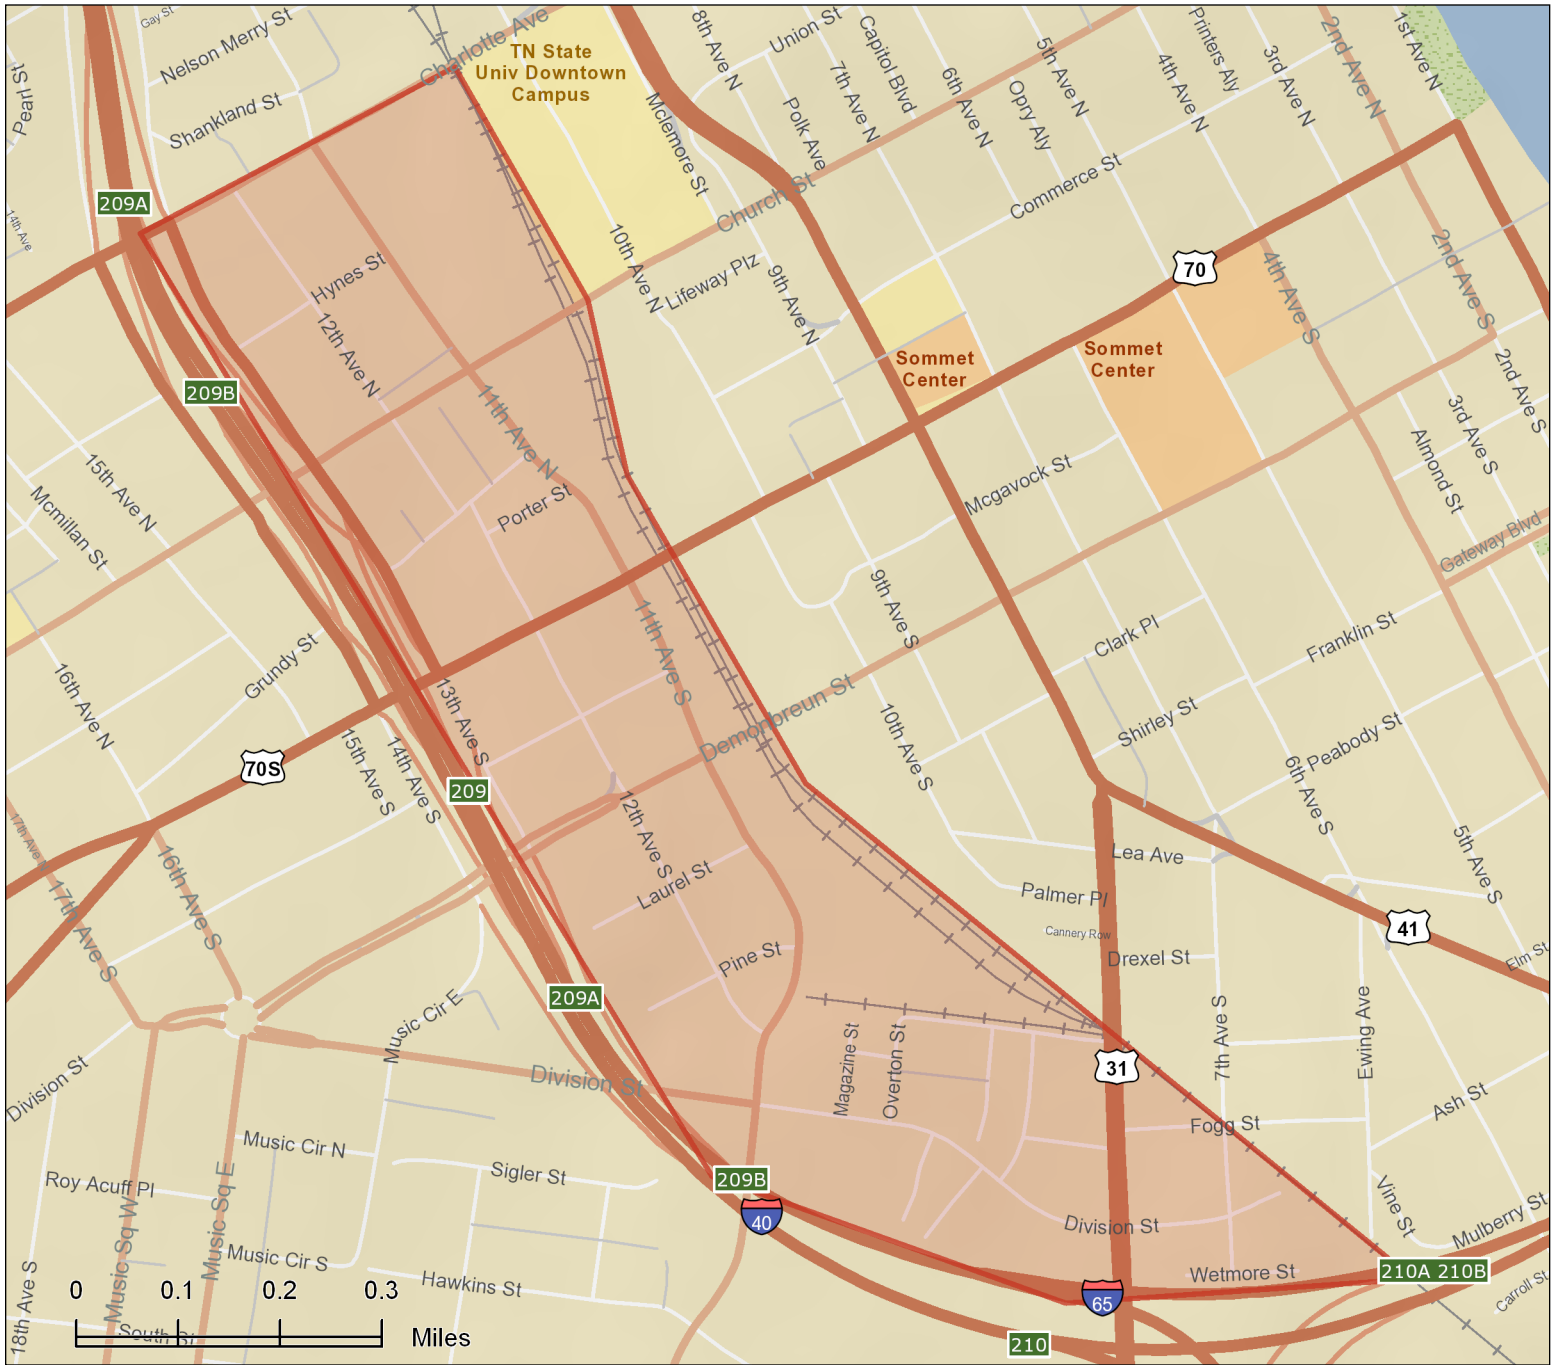 Gay St
Nelson Merry St
Charlotte Ave
TN State
Univ Downtown
Campus
8th Ave N
Union St
Capitol Blvd
7th Ave N
6th Ave N
5th Ave N
Opry Aly
4th Ave N
Printers Aly
3rd Ave N
2nd Ave N
1st Ave N
Pearl St
Shankland St
Mclemore St
Polk Ave
Church St
Commerce St
209A
14th Ave
Hynes St
12th Ave N
10th Ave N
Lifeway Plz
9th Ave N
70
4th Ave S
2nd Ave S
2nd Ave S
Sommet
Center
Sommet
Center
209B
11th Ave N
Porter St
15th Ave N
Mcmillan St
Mcgavock St
3rd Ave S
Almond St
Gateway Blvd
9th Ave S
11th Ave S
Clark Pl
Franklin St
Grundy St
16th Ave N
13th Ave S
Demonbreun St
10th Ave S
Shirley St
Peabody St
6th Ave S
5th Ave S
70S
15th Ave S
14th Ave S
209
12th Ave S
Laurel St
Lea Ave
Palmer Pl
Cannery Row
Drexel St
41
Elm St
17th Ave N
17th Ave S
16th Ave S
Pine St
209A
Music Cir E
Division St
Division St
Magazine St
Overton St
31
7th Ave S
Ewing Ave
Ash St
Fogg St
Music Cir N
Roy Acuff Pl
Sigler St
209B
40
Vine St
Mulberry St
Division St
Music Sq W
Music Sq E
Music Cir S
Hawkins St
Wetmore St
210A 210B
65
Carroll St
18th Ave S
South St
210
0 0.1 0.2 0.3
Miles